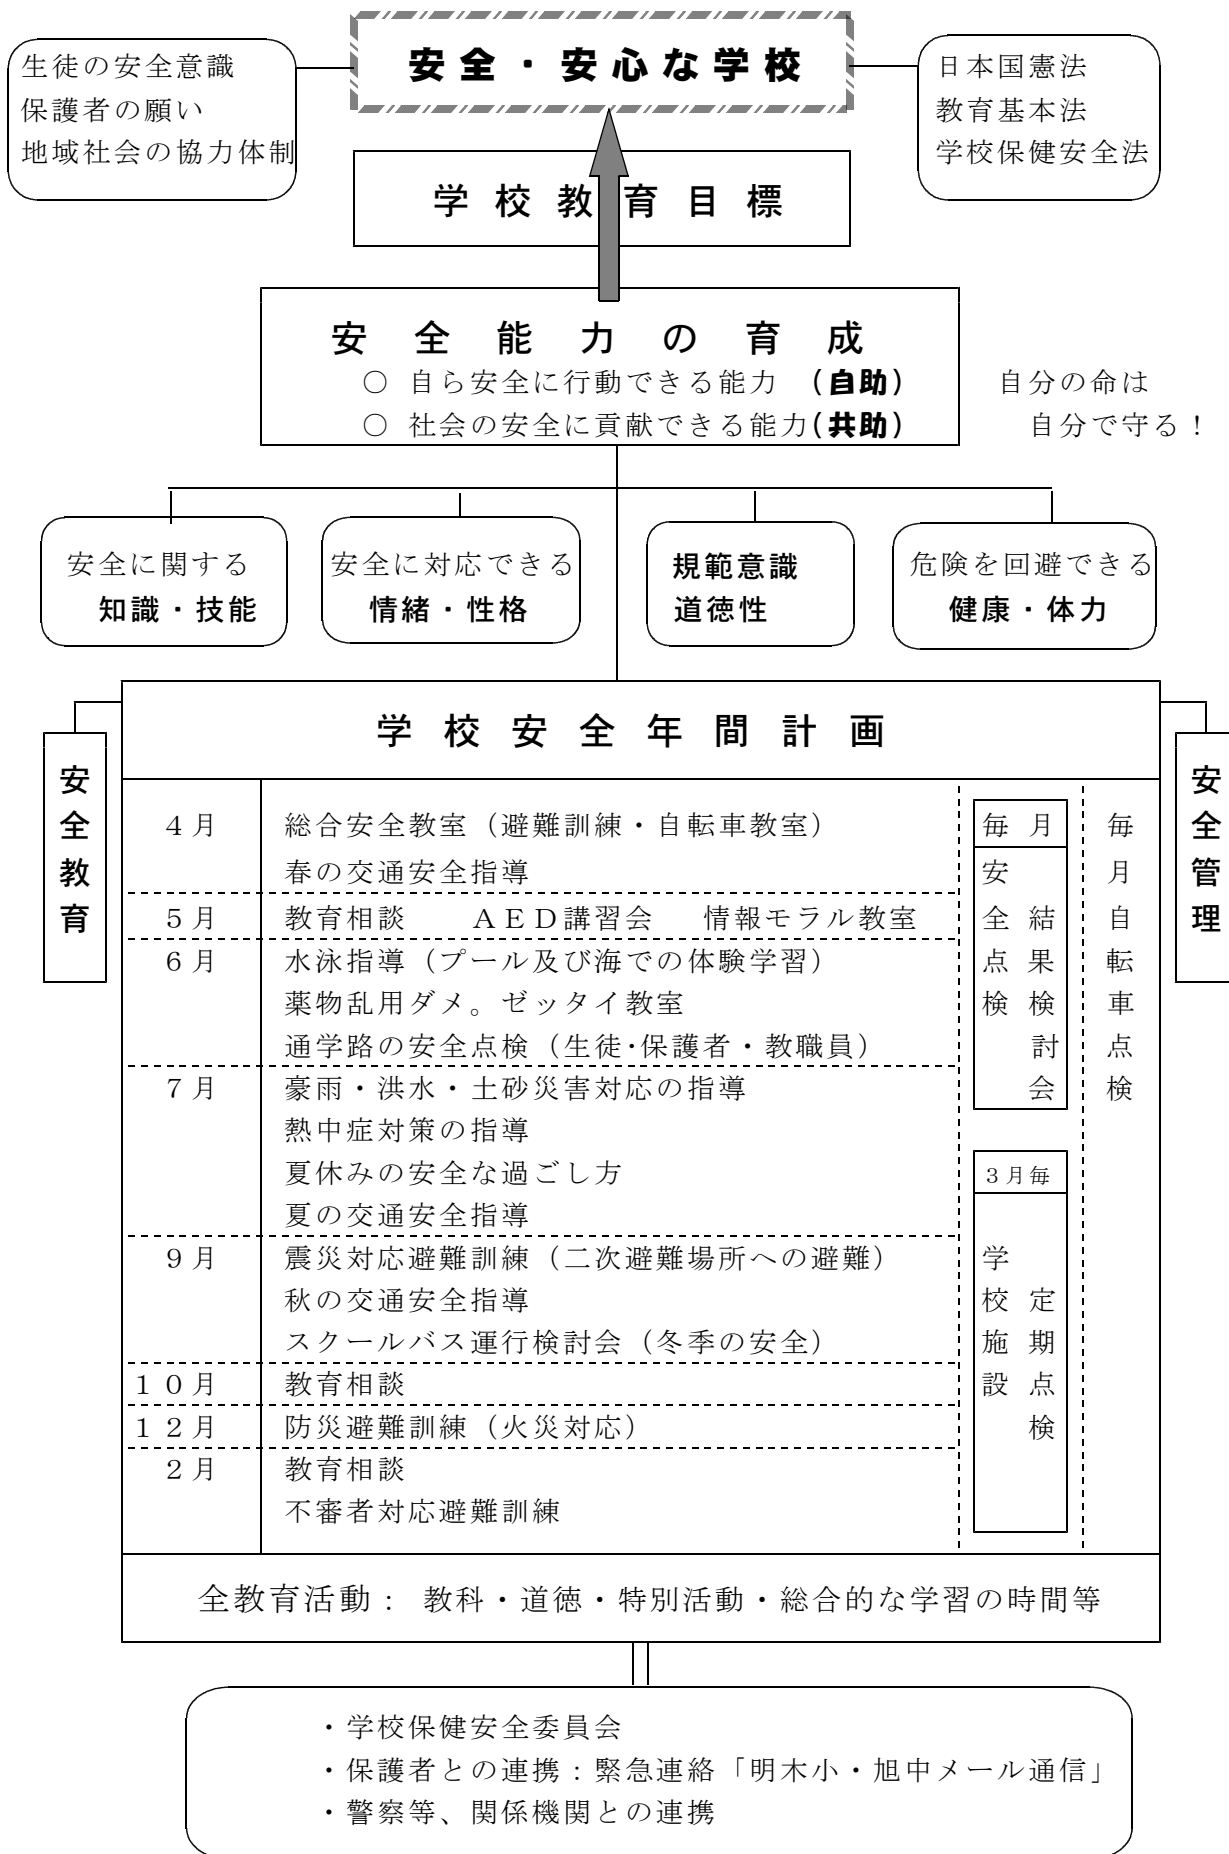 安全・安心な学校
生徒の安全意識
保護者の願い
地域社会の協力体制
日本国憲法
教育基本法
学校保健安全法
学校教育目標
安全能力の育成
○ 自ら安全に行動できる能力 (自助)
○ 社会の安全に貢献できる能力(共助)
自分の命は
自分で守る！
安全に関する
知識・技能
安全に対応できる
情緒・性格
規範意識
道徳性
危険を回避できる
健康・体力
学校安全年間計画
安全教育
安全管理
４月 総合安全教室（避難訓練・自転車教室）
春の交通安全指導
５月 教育相談 ＡＥＤ講習会 情報モラル教室
６月 水泳指導（プール及び海での体験学習）
薬物乱用ダメ。ゼッタイ教室
通学路の安全点検（生徒・保護者・教職員）
７月 豪雨・洪水・土砂災害対応の指導
熱中症対策の指導
夏休みの安全な過ごし方
夏の交通安全指導
９月 震災対応避難訓練（二次避難場所への避難）
秋の交通安全指導
スクールバス運行検討会（冬季の安全）
１０月 教育相談
１２月 防災避難訓練（火災対応）
２月 教育相談
不審者対応避難訓練
毎月
安全点検
結果検討会
３月毎
学校施設
定期点検
毎月自転車点検
全教育活動： 教科・道徳・特別活動・総合的な学習の時間等
・学校保健安全委員会
・保護者との連携：緊急連絡「明木小・旭中メール通信」
・警察等、関係機関との連携